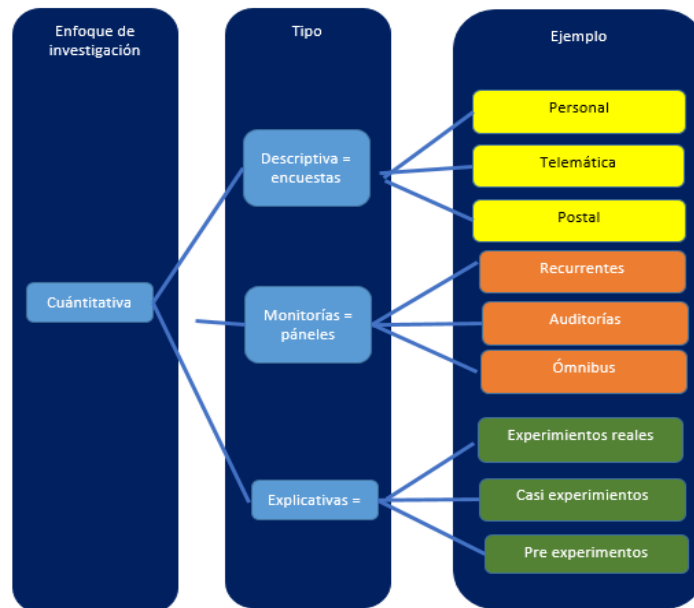 Enfoque de
investigación
Tipo
Ejemplo
Cuántitativa
Descriptiva =
encuestas
Personal
Telemática
Postal
Monitorías =
páneles
Recurrentes
Auditorías
Ómnibus
Explicativas =
Experimientos reales
Casi experimientos
Pre experimentos